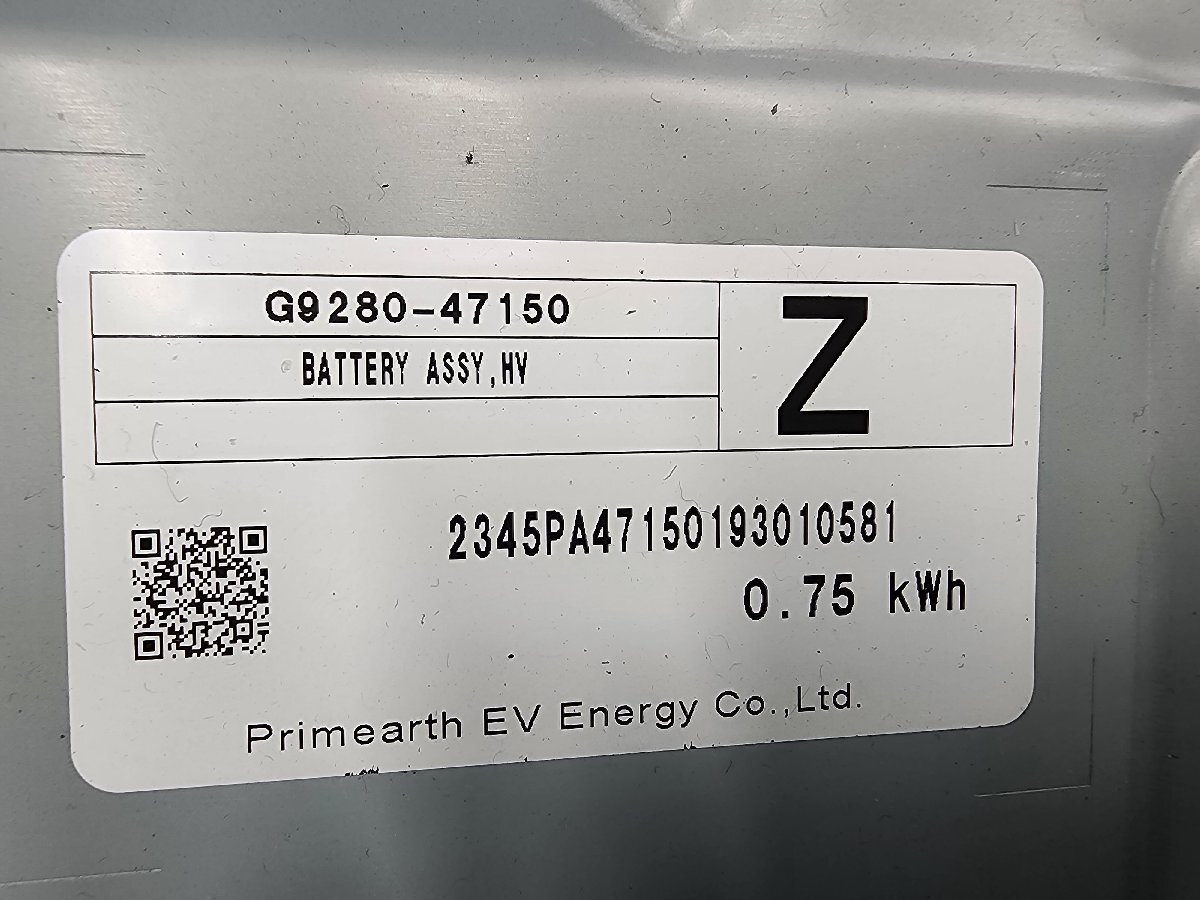 G9280-47150
Z
BATTERY ASSY,HV
2345PA47150193010581
0.75 kWh
Primearth EV Energy Co.,Ltd.